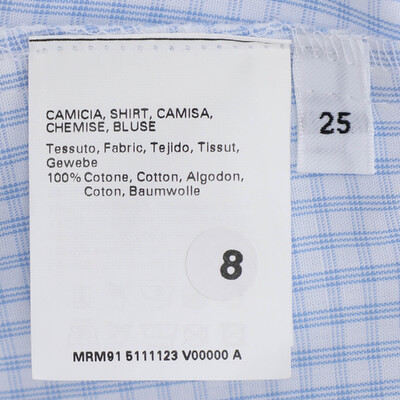 CAMICIA, SHIRT, CAMISA,
CHEMISE, BLUSE
Tessuto, Fabric, Tejido, Tissut,
Gewebe
100% Cotone, Cotton, Algodon,
Coton, Baumwolle
8
MRM91 5111123 V00000 A
25